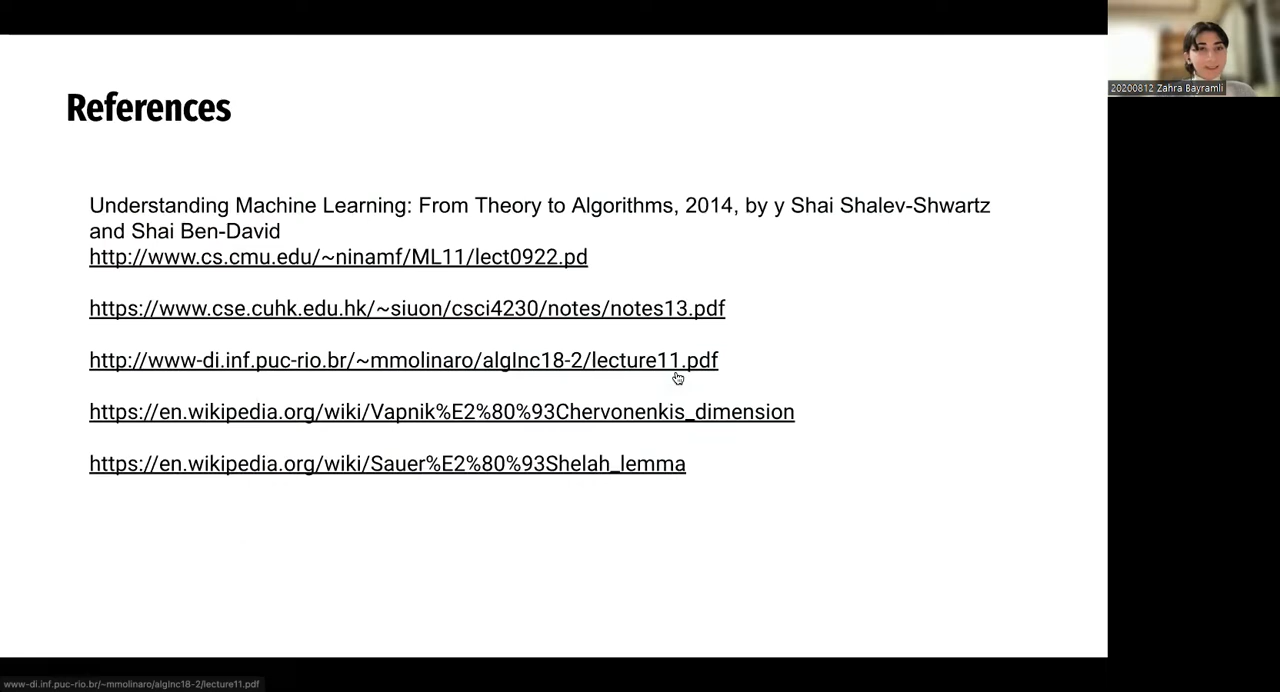 20200812 Zahra Bayramli
References
Understanding Machine Learning: From Theory to Algorithms, 2014, by y Shai Shalev-Shwartz
and Shai Ben-David
http://www.cs.cmu.edu/~ninamf/ML11/lect0922.pd
https://www.cse.cuhk.edu.hk/~siuon/csci4230/notes/notes13.pdf
http://www-di.inf.puc-rio.br/~mmolinaro/algInc18-2/lecture11.pdf
https://en.wikipedia.org/wiki/Vapnik%E2%80%93Chervonenkis_dimension
https://en.wikipedia.org/wiki/Sauer%E2%80%93Shelah_lemma
www-di.inf.puc-rio.br/~mmolinaro/algInc18-2/lecture11.pdf